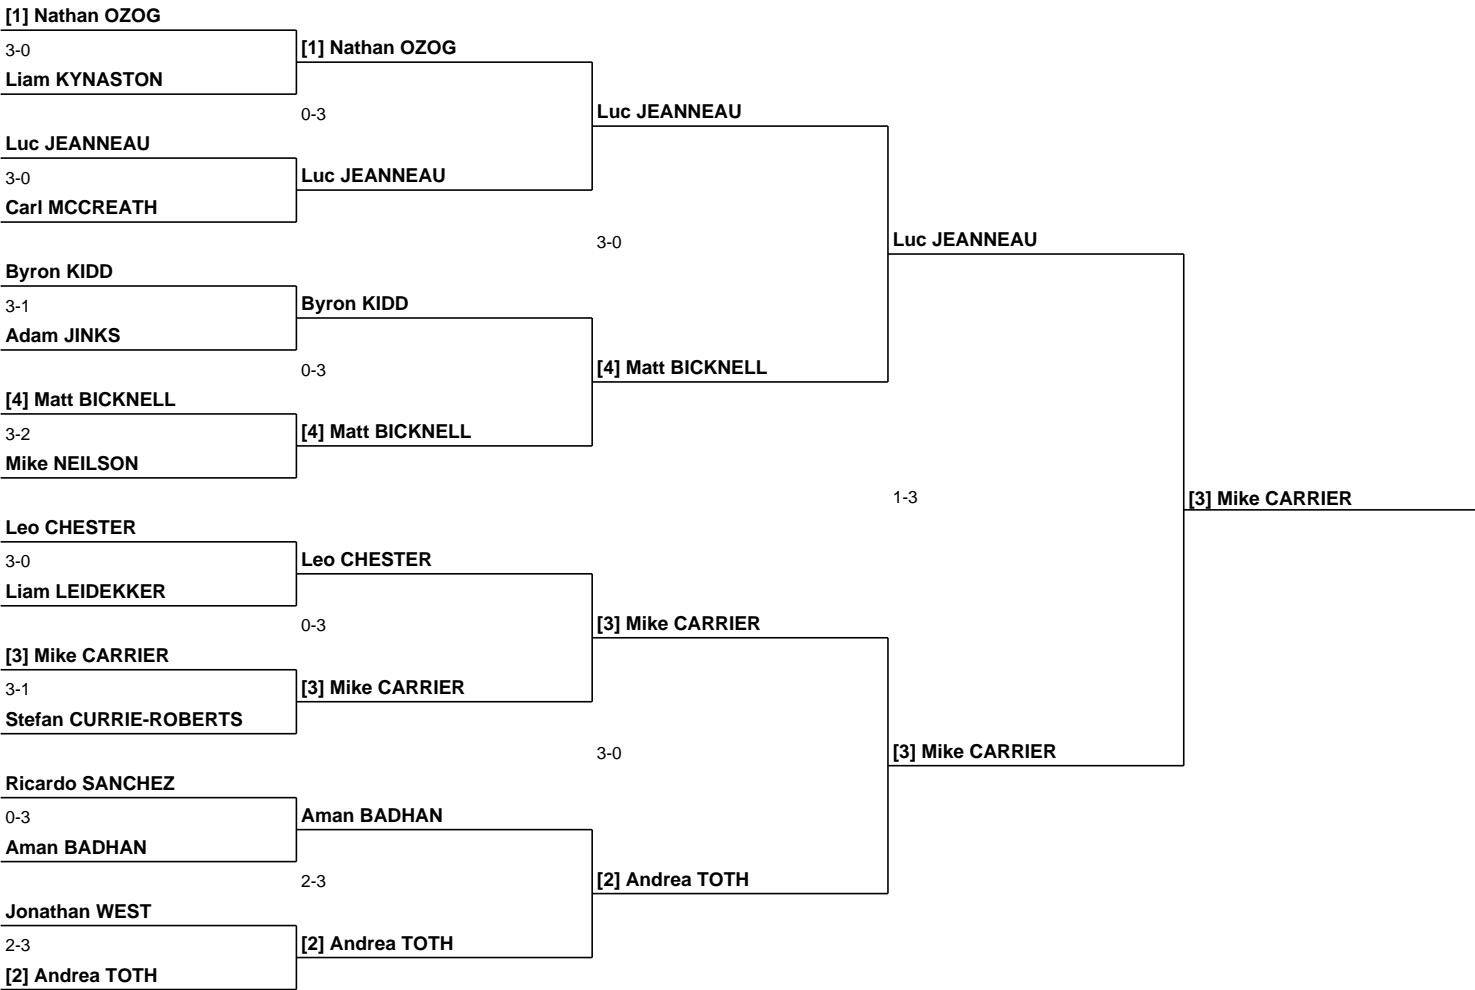 [1] Nathan OZOG
3-0
Liam KYNASTON
Luc JEANNEAU
3-0
Carl MCCREATH
Byron KIDD
3-1
Adam JINKS
[4] Matt BICKNELL
3-2
Mike NEILSON
Leo CHESTER
3-0
Liam LEIDEKKER
[3] Mike CARRIER
3-1
Stefan CURRIE-ROBERTS
Ricardo SANCHEZ
0-3
Aman BADHAN
Jonathan WEST
2-3
[2] Andrea TOTH
[1] Nathan OZOG
0-3
Luc JEANNEAU
Byron KIDD
0-3
[4] Matt BICKNELL
Leo CHESTER
0-3
[3] Mike CARRIER
Aman BADHAN
2-3
[2] Andrea TOTH
Luc JEANNEAU
3-0
[4] Matt BICKNELL
[3] Mike CARRIER
3-0
[2] Andrea TOTH
Luc JEANNEAU
1-3
[3] Mike CARRIER
[3] Mike CARRIER